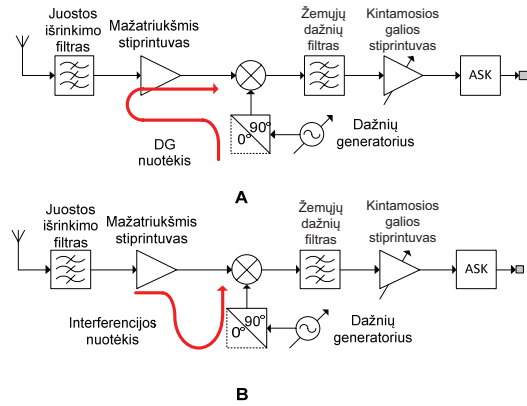 Juostos
išrinkimo
filtras
Mažatriukšmis
stiprintuvas
Žemųjų
dažnių
filtras
Kintamosios
galios
stiprintuvas
ASK
90°
0°
DG
nuotėkis
Dažnių
generatorius
A
Juostos
išrinkimo
filtras
Mažatriukšmis
stiprintuvas
Žemųjų
dažnių
filtras
Kintamosios
galios
stiprintuvas
ASK
90°
0°
Interferencijos
nuotėkis
Dažnių
generatorius
B